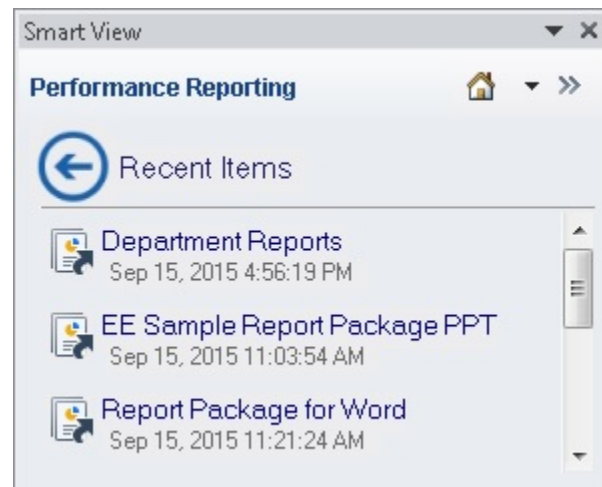 Smart View
Performance Reporting
Recent Items
Department Reports
Sep 15, 2015 4:56:19 PM
EE Sample Report Package PPT
Sep 15, 2015 11:03:54 AM
Report Package for Word
Sep 15, 2015 11:21:24 AM